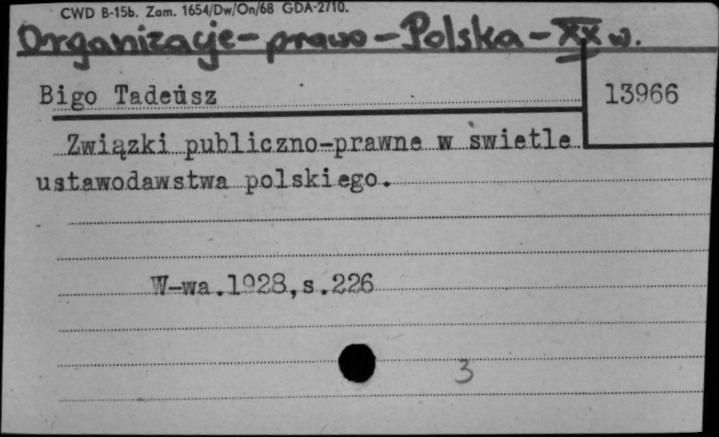 CWD B-15b. Zam. 1654/Dw/On/68 GDA-2710.
Organizacje - prawo - Polska - XX w.
Bigo Tadeusz
13966
Związki publiczno-prawne w świetle
ustawodawstwa polskiego.
W-wa.1928,s.226
3